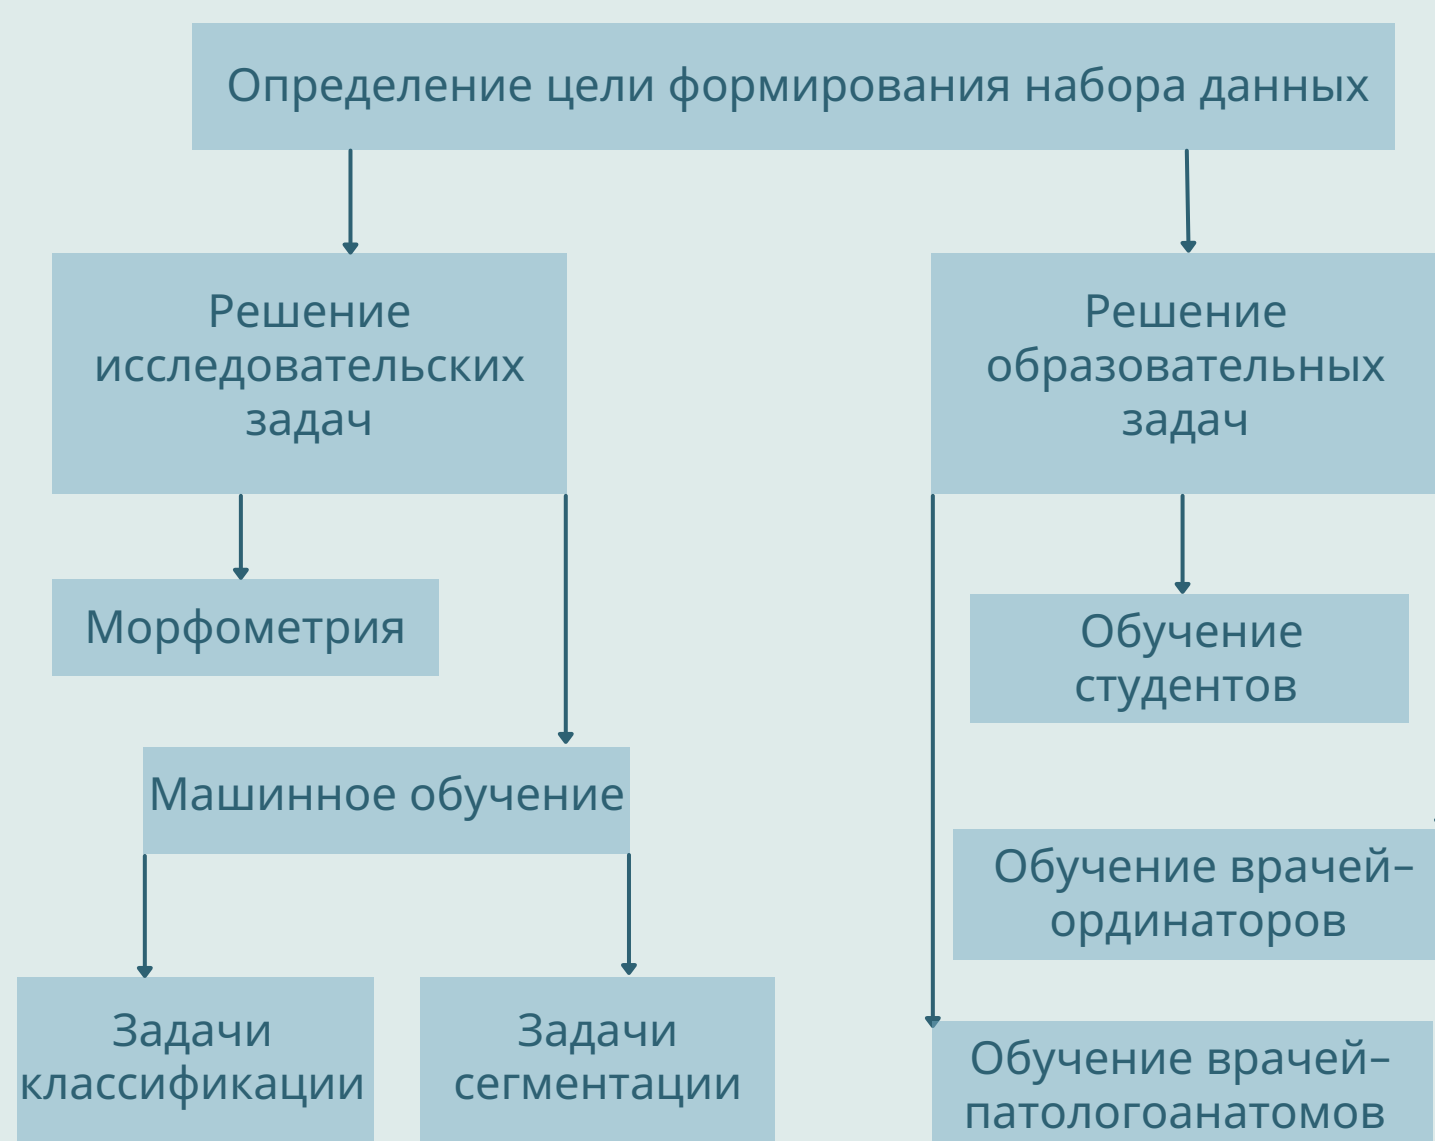 Определение цели формирования набора данных
Решение
исследовательских
задач
Решение
образовательных
задач
Морфометрия
Обучение
студентов
Машинное обучение
Обучение врачей–
ординаторов
Задачи
классификации
Задачи
сегментации
Обучение врачей–
патологоанатомов